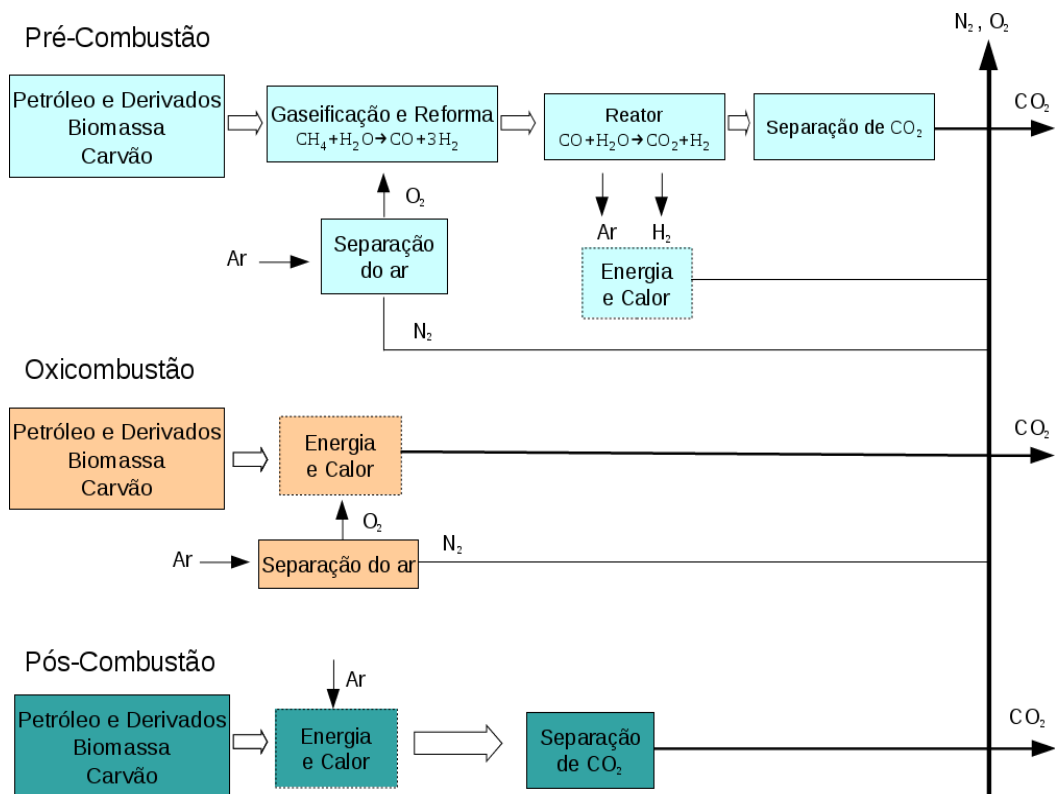 N₂, O₂
Pré-Combustão
Petróleo e Derivados
Biomassa
Carvão
Gaseificação e Reforma
CH₄+H₂O→CO+3H₂
Reator
CO+H₂O→CO₂+H₂
Separação de CO₂
CO₂
O₂
Ar
Separação
do ar
Ar
H₂
Energia
e Calor
N₂
Oxicombustão
Petróleo e Derivados
Biomassa
Carvão
Energia
e Calor
CO₂
O₂
Ar
Separação do ar
N₂
Pós-Combustão
Ar
Petróleo e Derivados
Biomassa
Carvão
Energia
e Calor
Separação
de CO₂
CO₂